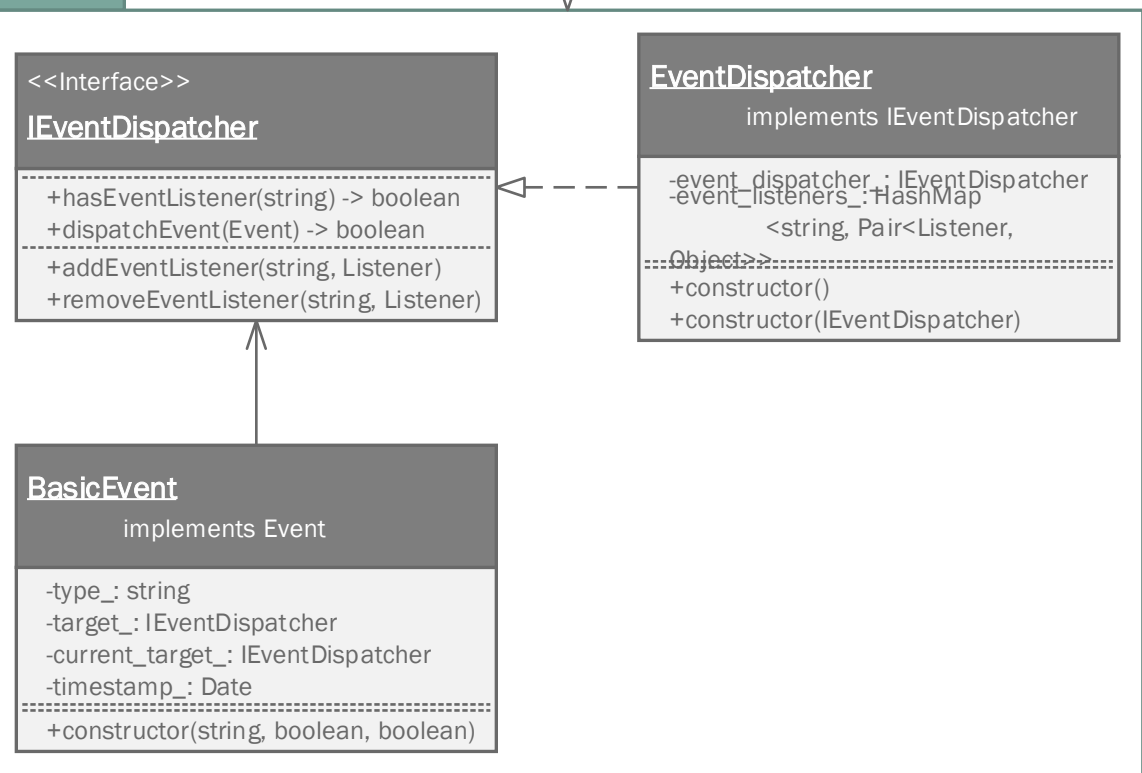 <<Interface>>
IEventDispatcher
+hasEventListener(string) -> boolean
+dispatchEvent(Event) -> boolean
+addEventListener(string, Listener)
+removeEventListener(string, Listener)
EventDispatcher
implements IEventDispatcher
-event_dispatcher_: IEventDispatcher
-event_listeners_: HashMap
<string, Pair<Listener,
Object>>
+constructor()
+constructor(IEventDispatcher)
BasicEvent
implements Event
-type_: string
-target_: IEventDispatcher
-current_target_: IEventDispatcher
-timestamp_: Date
+constructor(string, boolean, boolean)